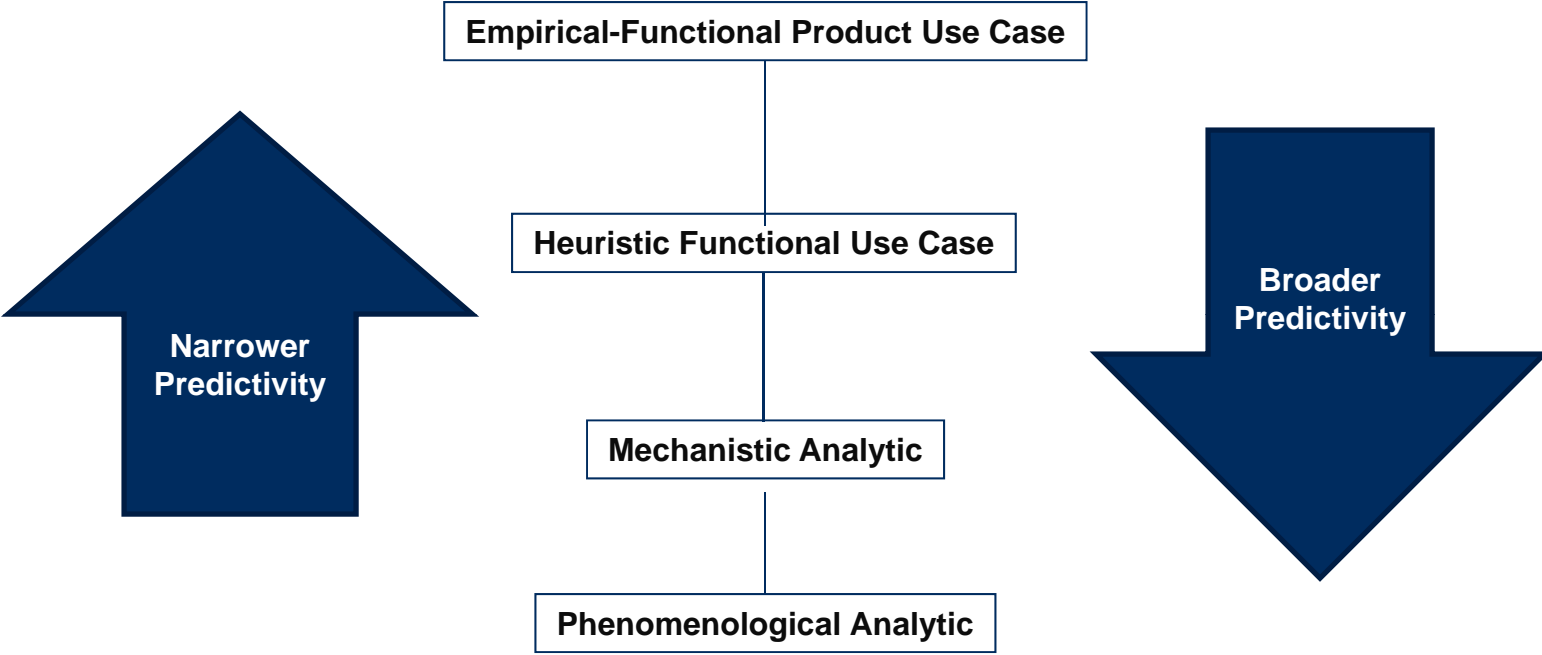 Empirical-Functional Product Use Case
Heuristic Functional Use Case
Broader
Predictivity
Narrower
Predictivity
Mechanistic Analytic
Phenomenological Analytic